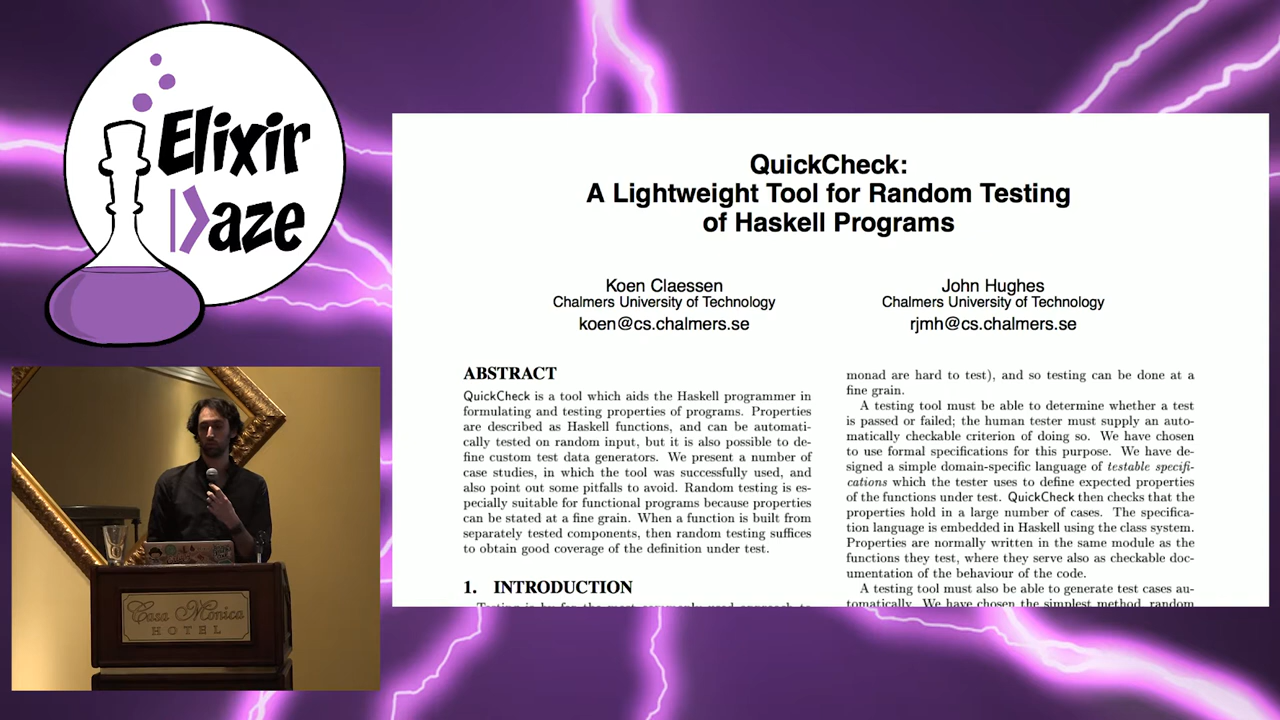 Elixir
Daze
QuickCheck:
A Lightweight Tool for Random Testing
of Haskell Programs
Koen Claessen
Chalmers University of Technology
koen@cs.chalmers.se
John Hughes
Chalmers University of Technology
rjmh@cs.chalmers.se
ABSTRACT
QuickCheck is a tool which aids the Haskell programmer in
formulating and testing properties of programs. Properties
are described as Haskell functions, and can be automati-
cally tested on random input, but it is also possible to de-
fine custom test data generators. We present a number of
case studies, in which the tool was successfully used, and
also point out some pitfalls to avoid. Random testing is es-
pecially suitable for functional programs because properties
can be stated at a fine grain. When a function is built from
separately tested components, then random testing suffices
to obtain good coverage of the definition under test.
1. INTRODUCTION
monad are hard to test), and so testing can be done at a
fine grain.
A testing tool must be able to determine whether a test
is passed or failed; the human tester must supply an auto-
matically checkable criterion of doing so. We have chosen
to use formal specifications for this purpose. We have de-
signed a simple domain-specific language of testable specifi-
cations which the tester uses to define expected properties
of the functions under test. QuickCheck then checks that the
properties hold in a large number of cases. The specifica-
tion language is embedded in Haskell using the class system.
Properties are normally written in the same module as the
functions they test, where they serve also as checkable doc-
umentation of the behaviour of the code.
A testing tool must also be able to generate test cases au-
tomatically. We have chosen the simplest method, random
Casa Monica
HOTEL